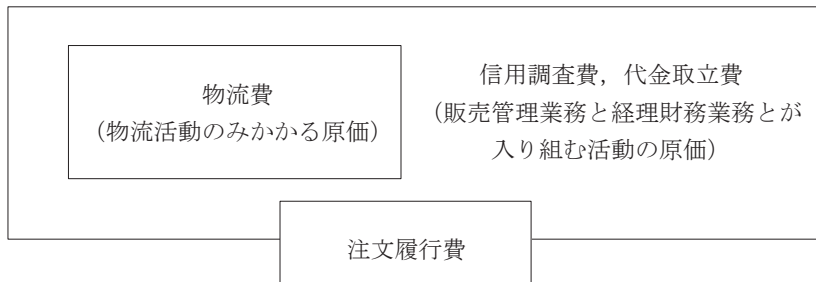 物流費
（物流活動のみかかる原価）
信用調査費，代金取立費
（販売管理業務と経理財務業務とが
入り組む活動の原価）
注文履行費